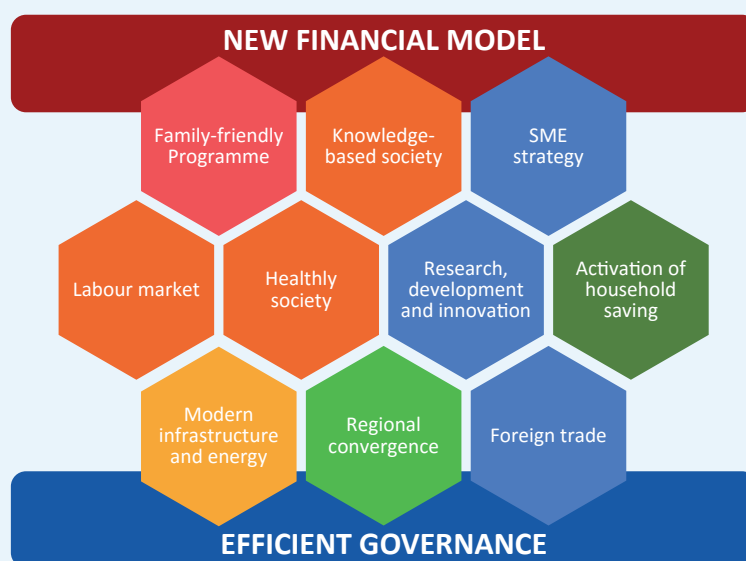 NEW FINANCIAL MODEL
Family-friendly
Programme
Knowledge-
based society
SME
strategy
Labour market
Healthly
society
Research,
development
and innovation
Activation of
household
saving
Modern
infrastructure
and energy
Regional
convergence
Foreign trade
EFFICIENT GOVERNANCE